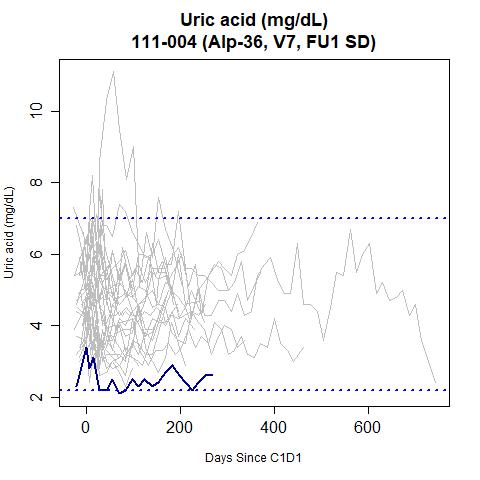 Uric acid (mg/dL)
111-004 (Alp-36, V7, FU1 SD)
Uric acid (mg/dL)
10
8
6
4
2
0
200
400
600
Days Since C1D1